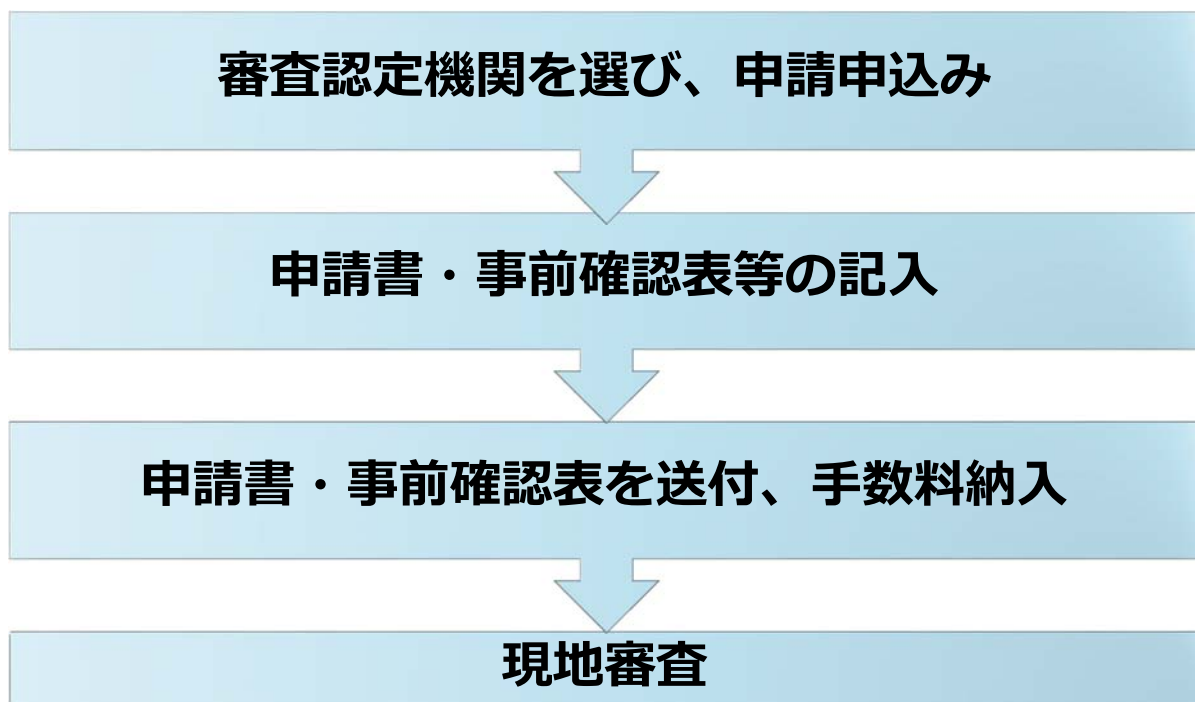 審査認定機関を選び、申請申込み
申請書・事前確認表等の記入
申請書・事前確認表を送付、手数料納入
現地審査